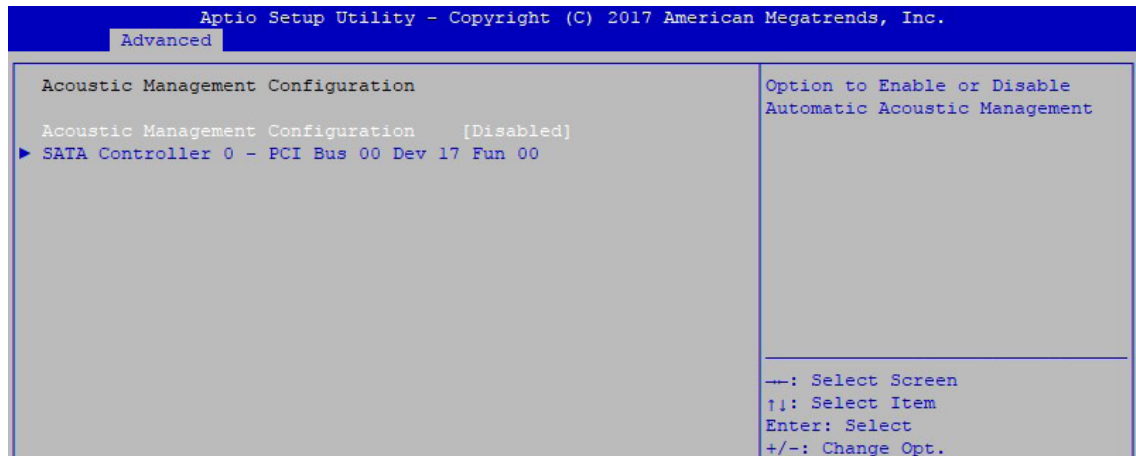 Aptio Setup Utility - Copyright (C) 2017 American Megatrends, Inc.
Advanced
Acoustic Management Configuration
Acoustic Management Configuration [Disabled]
► SATA Controller 0 - PCI Bus 00 Dev 17 Fun 00
Option to Enable or Disable
Automatic Acoustic Management
→←: Select Screen
↑↓: Select Item
Enter: Select
+/-: Change Opt.